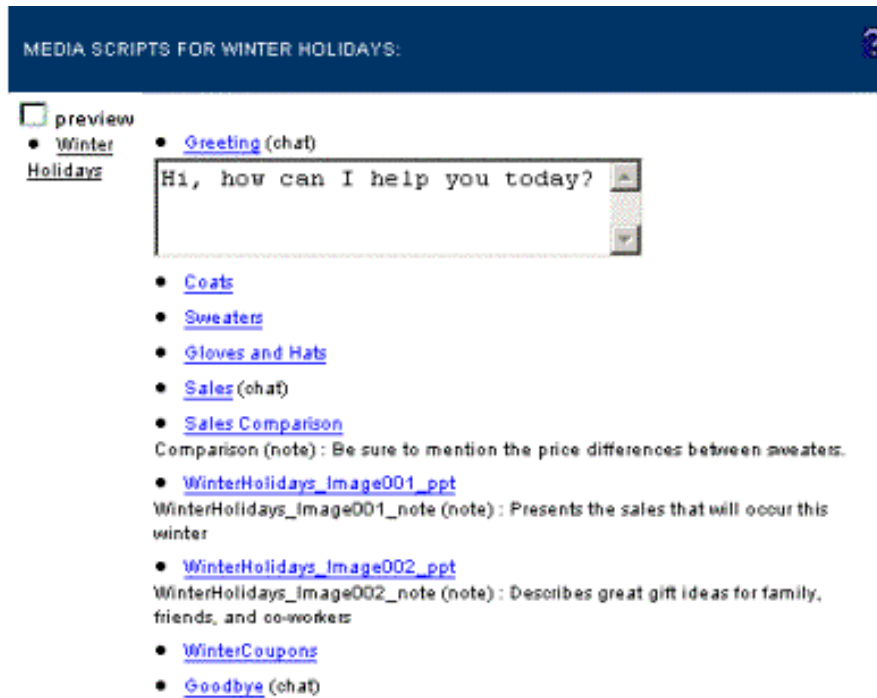 MEDIA SCRIPTS FOR WINTER HOLIDAYS:
?
preview
• Winter
Holidays
• Greeting (chat)
Hi, how can I help you today?
• Coats
• Sweaters
• Gloves and Hats
• Sales (chat)
• Sales Comparison
Comparison (note) : Be sure to mention the price differences between sweaters.
• WinterHolidays_Image001_ppt
WinterHolidays_Image001_note (note) : Presents the sales that will occur this
winter
• WinterHolidays_Image002_ppt
WinterHolidays_Image002_note (note) : Describes great gift ideas for family,
friends, and co-workers
• WinterCoupons
• Goodbye (chat)